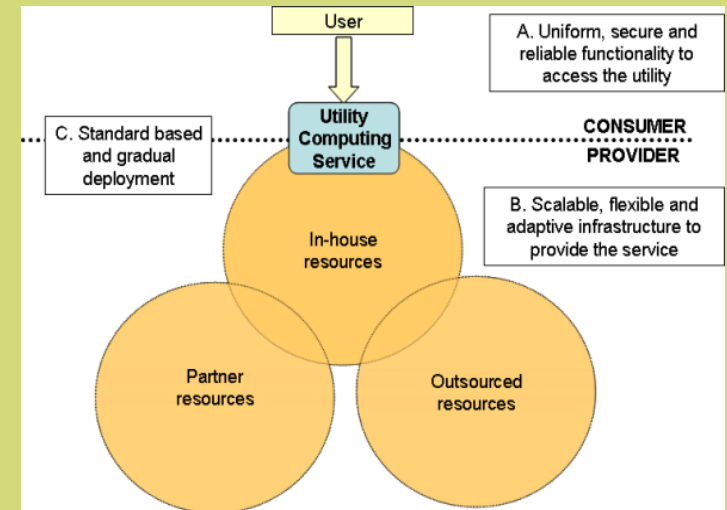 User
A. Uniform, secure and
reliable functionality to
access the utility
Utility
Computing
Service
C. Standard based
and gradual
deployment
CONSUMER
PROVIDER
B. Scalable, flexible and
adaptive infrastructure to
provide the service
In-house
resources
Partner
resources
Outsourced
resources